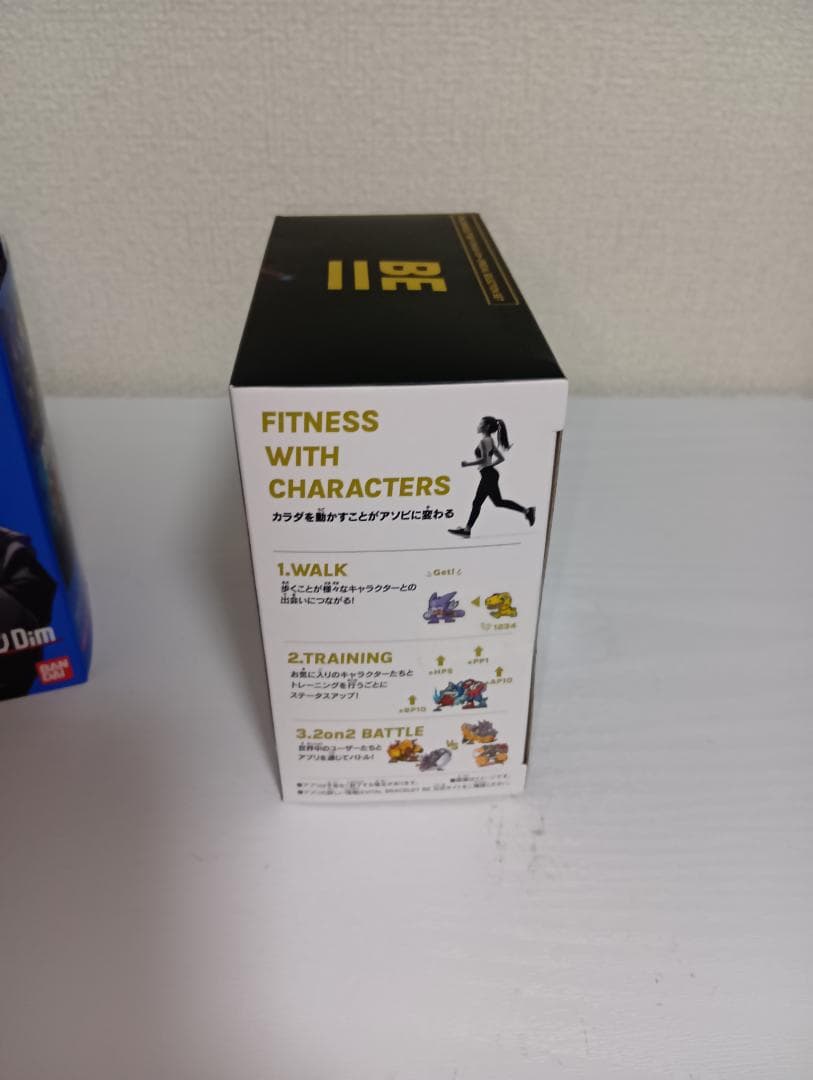 BE
FITNESS
WITH
CHARACTERS
カラダを動かすことがアソビに変わる
1.WALK
歩くことが様々なキャラクターとの
出会いにつながる!
Get!
1234
2.TRAINING
お気に入りのキャラクターたちと
トレーニングを行うごとに
ステータスアップ!
+HP5
+PP1
+AP10
+BP10
3.2on2 BATTLE
世界中のユーザーたちと
アプリを通じてバトル!
VS
Dim
BAN
DAI